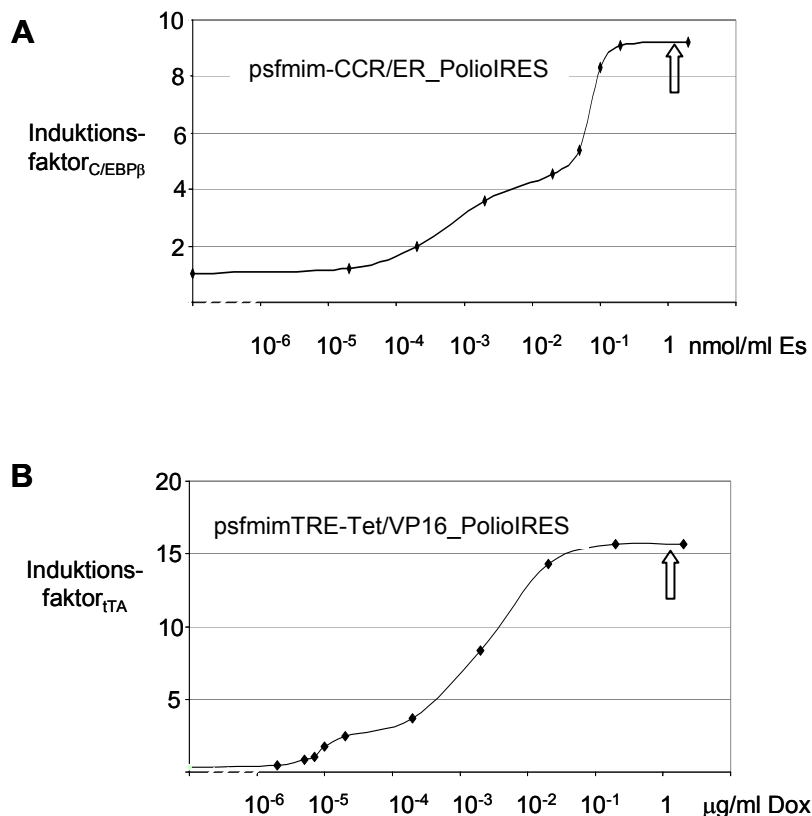 A
10
psfmim-CCR/ER_PolioIRES
8
Induktions-
faktorC/EBPβ
6
4
2
10-6 10-5 10-4 10-3 10-2 10-1 1 nmol/ml Es
B
20
psfmimTRE-Tet/VP16_PolioIRES
15
Induktions-
faktortTA
10
5
10-6 10-5 10-4 10-3 10-2 10-1 1 µg/ml Dox